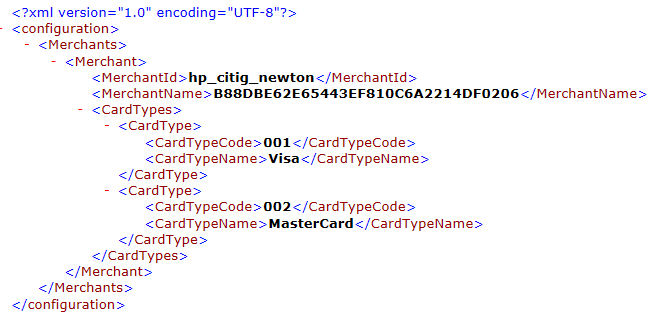 <?xml version="1.0" encoding="UTF-8"?>
- <configuration>
- <Merchants>
- <Merchant>
<MerchantId>hp_citig_newton</MerchantId>
<MerchantName>B88DBE62E65443EF810C6A2214DF0206</MerchantName>
- <CardTypes>
- <CardType>
<CardTypeCode>001</CardTypeCode>
<CardTypeName>Visa</CardTypeName>
</CardType>
- <CardType>
<CardTypeCode>002</CardTypeCode>
<CardTypeName>MasterCard</CardTypeName>
</CardType>
</CardTypes>
</Merchant>
</Merchants>
</configuration>